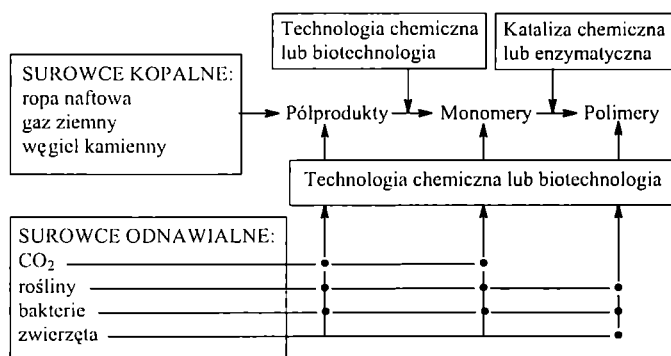 Technologia chemiczna
lub biotechnologia
Kataliza chemiczna
lub enzymatyczna
SUROWCE KOPALNE:
ropa naftowa
gaz ziemny
węgiel kamienny
Półprodukty
Monomery
Polimery
Technologia chemiczna lub biotechnologia
SUROWCE ODNAWIALNE:
CO₂
rośliny
bakterie
zwierzęta